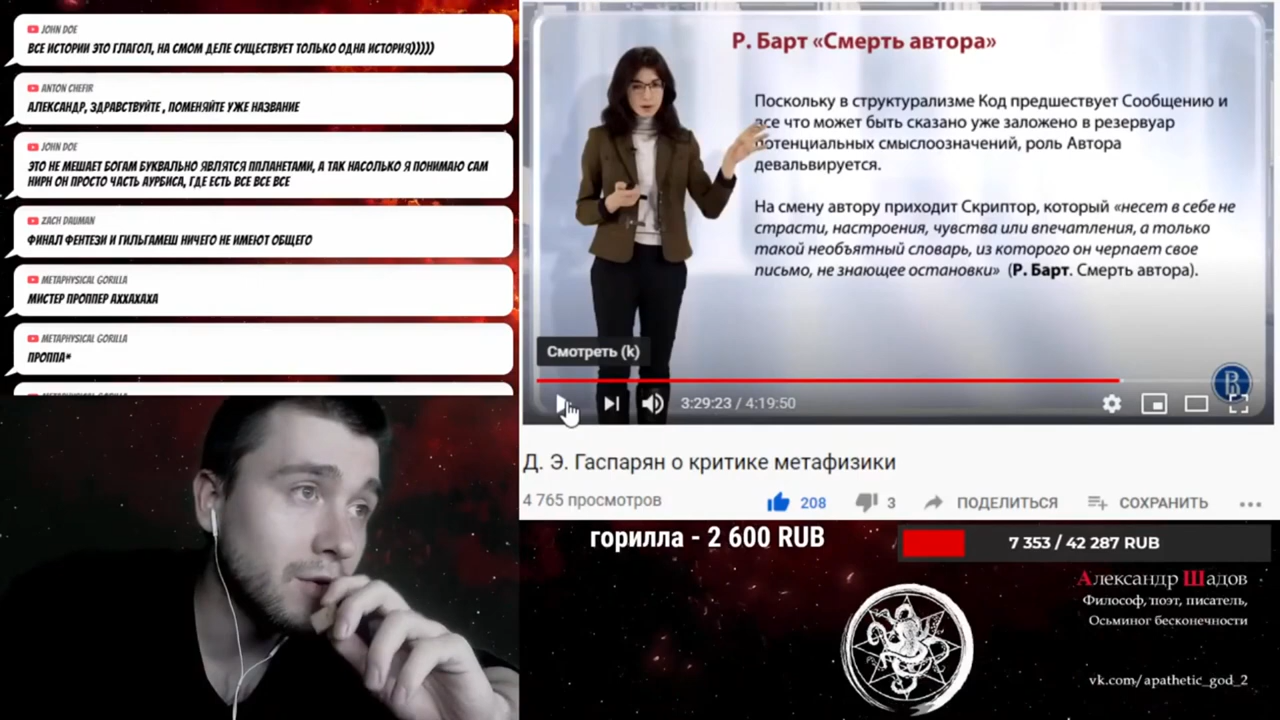 JOHN DOE
ВСЕ ИСТОРИИ ЭТО ГЛАГОЛ, НА СМОМ ДЕЛЕ СУЩЕСТВУЕТ ТОЛЬКО ОДНА ИСТОРИЯ)))))
ANTON CHEFIR
АЛЕКСАНДР, ЗДРАВСТВУЙТЕ , ПОМЕНЯЙТЕ УЖЕ НАЗВАНИЕ
JOHN DOE
ЭТО НЕ МЕШАЕТ БОГАМ БУКВАЛЬНО ЯВЛЯТСЯ ППЛАНЕТАМИ, А ТАК НАСОЛЬКО Я ПОНИМАЮ САМ
НИРН ОН ПРОСТО ЧАСТЬ АУРБИСА, ГДЕ ЕСТЬ ВСЕ ВСЕ ВСЕ
ZACH DAUMAN
ФИНАЛ ФЕНТЕЗИ И ГИЛЬГАМЕШ НИЧЕГО НЕ ИМЕЮТ ОБЩЕГО
METAPHYSICAL GORILLA
МИСТЕР ПРОППЕР АХХАХАХА
METAPHYSICAL GORILLA
ПРОППА*
Р. Барт «Смерть автора»
Поскольку в структурализме Код предшествует Сообщению и
все что может быть сказано уже заложено в резервуар
потенциальных смыслоозначений, роль Автора
девальвируется.
На смену автору приходит Скриптор, который «несет в себе не
страсти, настроения, чувства или впечатления, а только
такой необъятный словарь, из которого он черпает свое
письмо, не знающее остановки» (Р. Барт. Смерть автора).
Смотреть (k)
3:29:23 / 4:19:50
Д. Э. Гаспарян о критике метафизики
4 765 просмотров
208
3
ПОДЕЛИТЬСЯ
СОХРАНИТЬ
горилла - 2 600 RUB
7 353 / 42 287 RUB
Александр Шадов
Философ, поэт, писатель,
Осьминог бесконечности
vk.com/apathetic_god_2